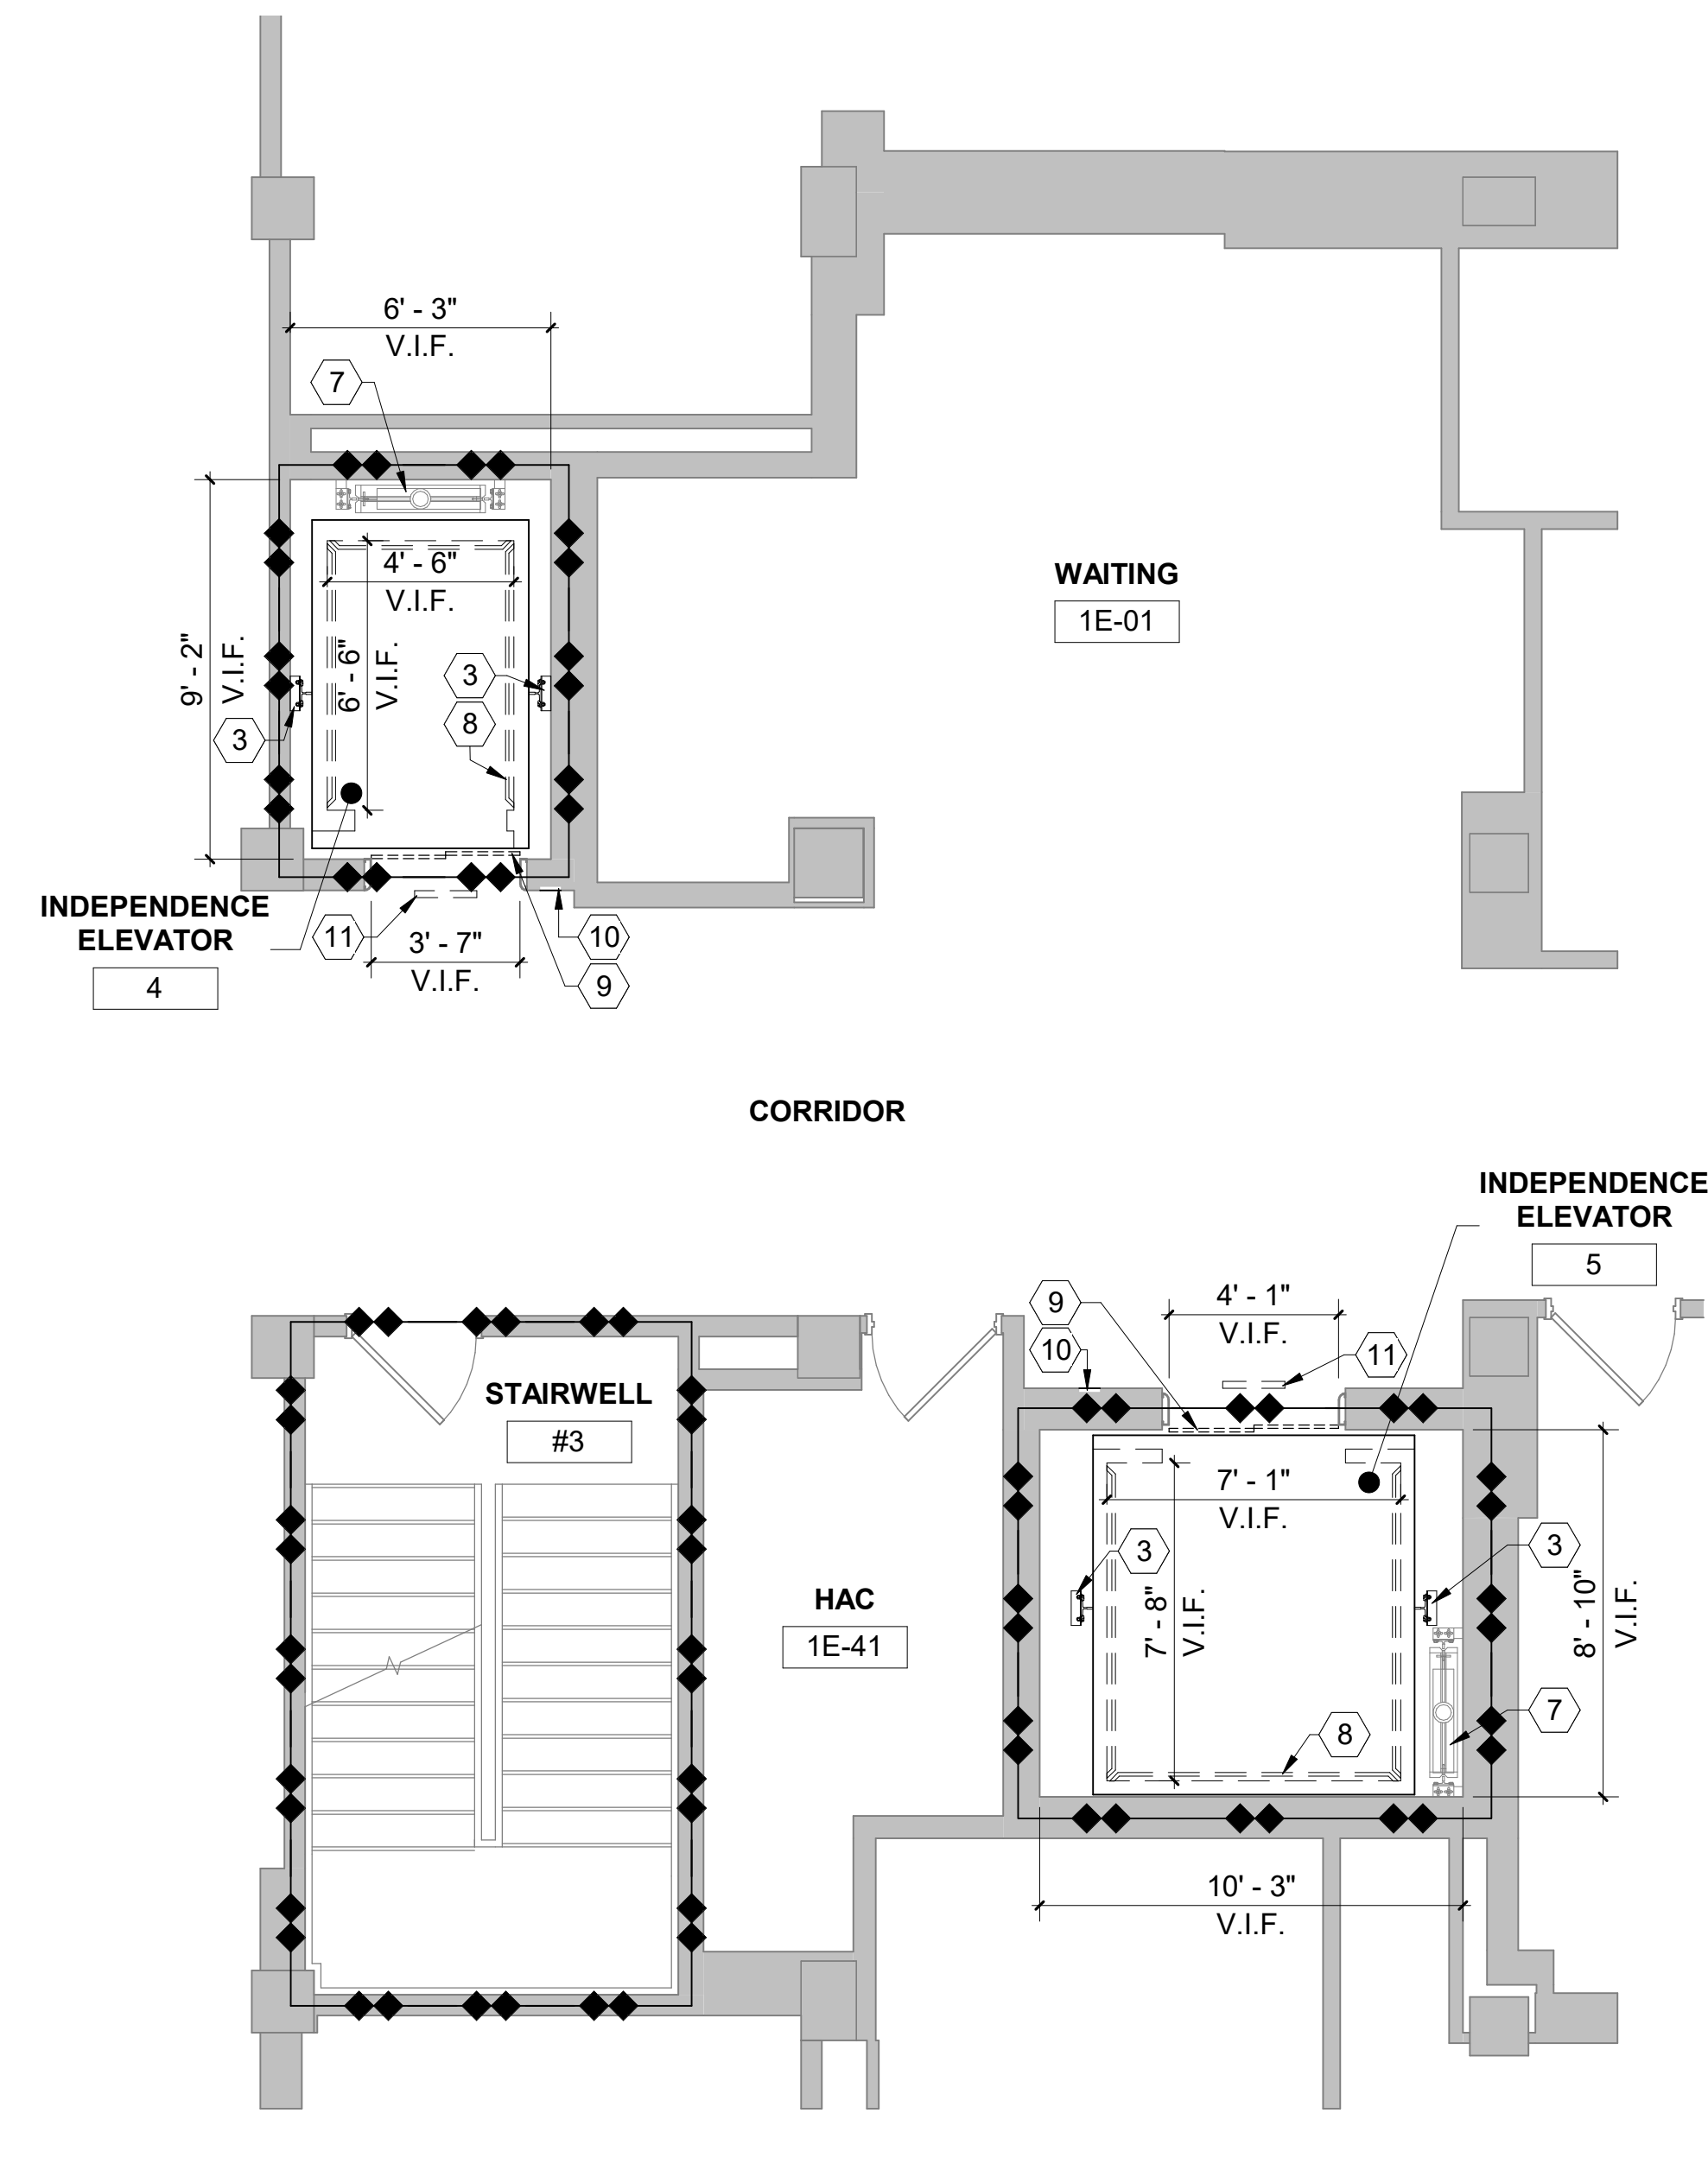 6' - 3"
V.I.F.
7
4' - 6"
V.I.F.
9' - 2"
V.I.F.
6' - 6"
V.I.F.
3
8
3
WAITING
1E-01
INDEPENDENCE
ELEVATOR
4
11
3' - 7"
V.I.F.
10
9
CORRIDOR
INDEPENDENCE
ELEVATOR
5
9
10
4' - 1"
V.I.F.
11
STAIRWELL
#3
7' - 1"
V.I.F.
3
3
7' - 8"
V.I.F.
8' - 10"
V.I.F.
HAC
1E-41
7
8
10' - 3"
V.I.F.